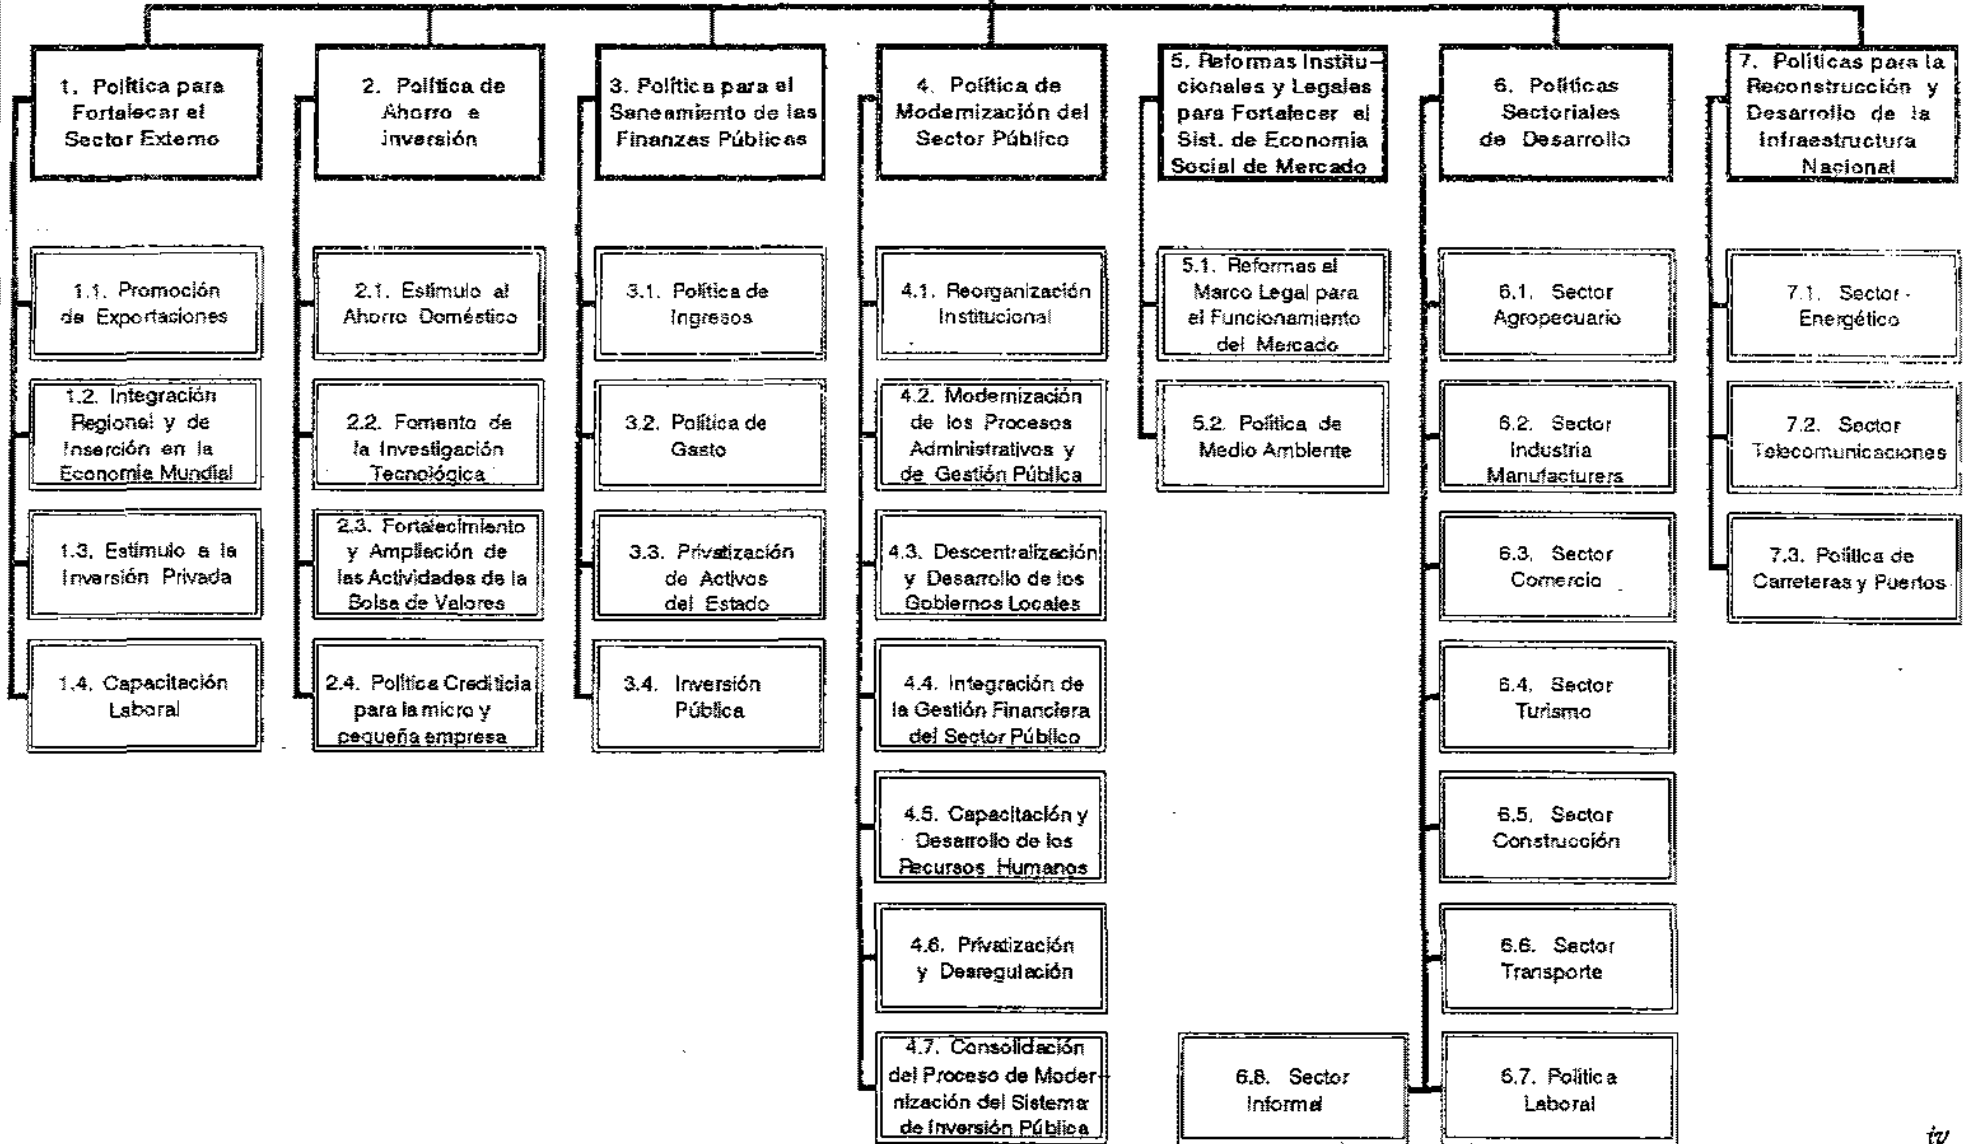 1. Política para
Fortalecer el
Sector Externo
1.1. Promoción
de Exportaciones
1.2. Integración
Regional y de
Inserción en la
Economía Mundial
1.3. Estímulo a la
Inversión Privada
1.4. Capacitación
Laboral
2. Política de
Ahorro e
inversión
2.1. Estímulo al
Ahorro Doméstico
2.2. Fomento de
la Investigación
Tecnológica
2.3. Fortalecimiento
y Ampliación de
las Actividades de la
Bolsa de Valores
2.4. Política Crediticia
para la micro y
pequeña empresa
3. Política para el
Saneamiento de las
Finanzas Públicas
3.1. Política de
Ingresos
3.2. Política de
Gasto
3.3. Privatización
de Activos
del Estado
3.4. Inversión
Pública
4. Política de
Modernización del
Sector Público
4.1. Reorganización
Institucional
4.2. Modernización
de los Procesos
Administrativos y
de Gestión Pública
4.3. Descentralización
y Desarrollo de los
Gobiernos Locales
4.4. Integración de
la Gestión Financiera
del Sector Público
4.5. Capacitación y
Desarrollo de los
Recursos Humanos
4.6. Privatización
y Desregulación
4.7. Consolidación
del Proceso de Moder-
nización del Sistema
de Inversión Pública
5. Reformas Institu-
cionales y Legales
para Fortalecer el
Sist. de Economía
Social de Mercado
5.1. Reformas al
Marco Legal para
el Funcionamiento
del Mercado
5.2. Política de
Medio Ambiente
6. Políticas
Sectoriales
de Desarrollo
6.1. Sector
Agropecuario
6.2. Sector
Industria
Manufacturers
6.3. Sector
Comercio
6.4. Sector
Turismo
6.5. Sector
Construcción
6.6. Sector
Transporte
6.7. Política
Laboral
6.8. Sector
Informal
7. Políticas para la
Reconstrucción y
Desarrollo de la
Infraestructura
Nacional
7.1. Sector
Energético
7.2. Sector
Telecomunicaciones
7.3. Política de
Carreteras y Puertos
iv